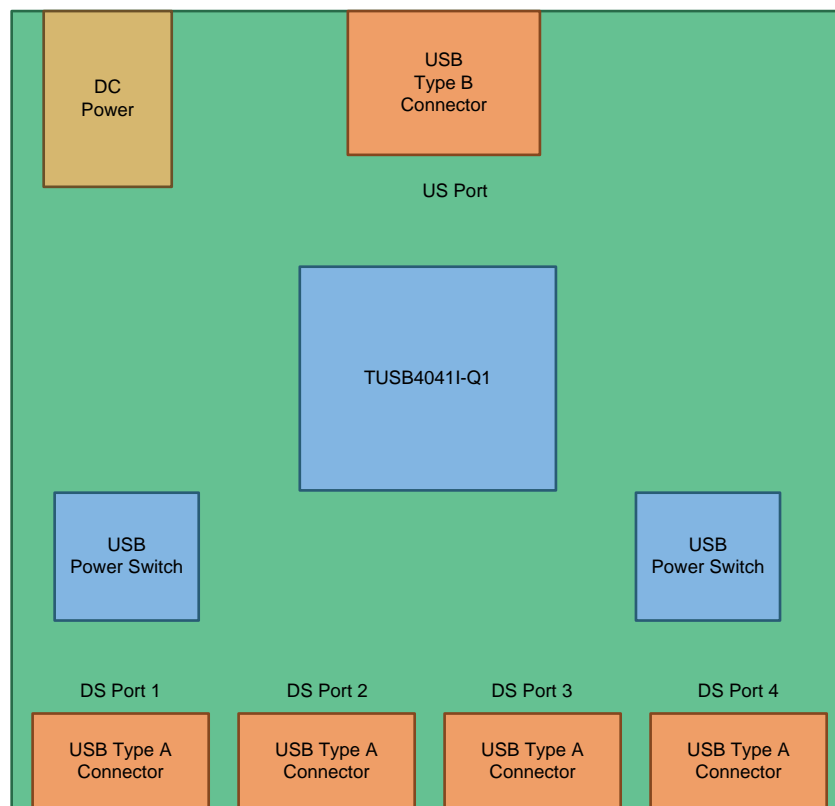 DC
Power
USB
Type B
Connector
US Port
TUSB4041I-Q1
USB
Power Switch
USB
Power Switch
DS Port 1
DS Port 2
DS Port 3
DS Port 4
USB Type A
Connector
USB Type A
Connector
USB Type A
Connector
USB Type A
Connector